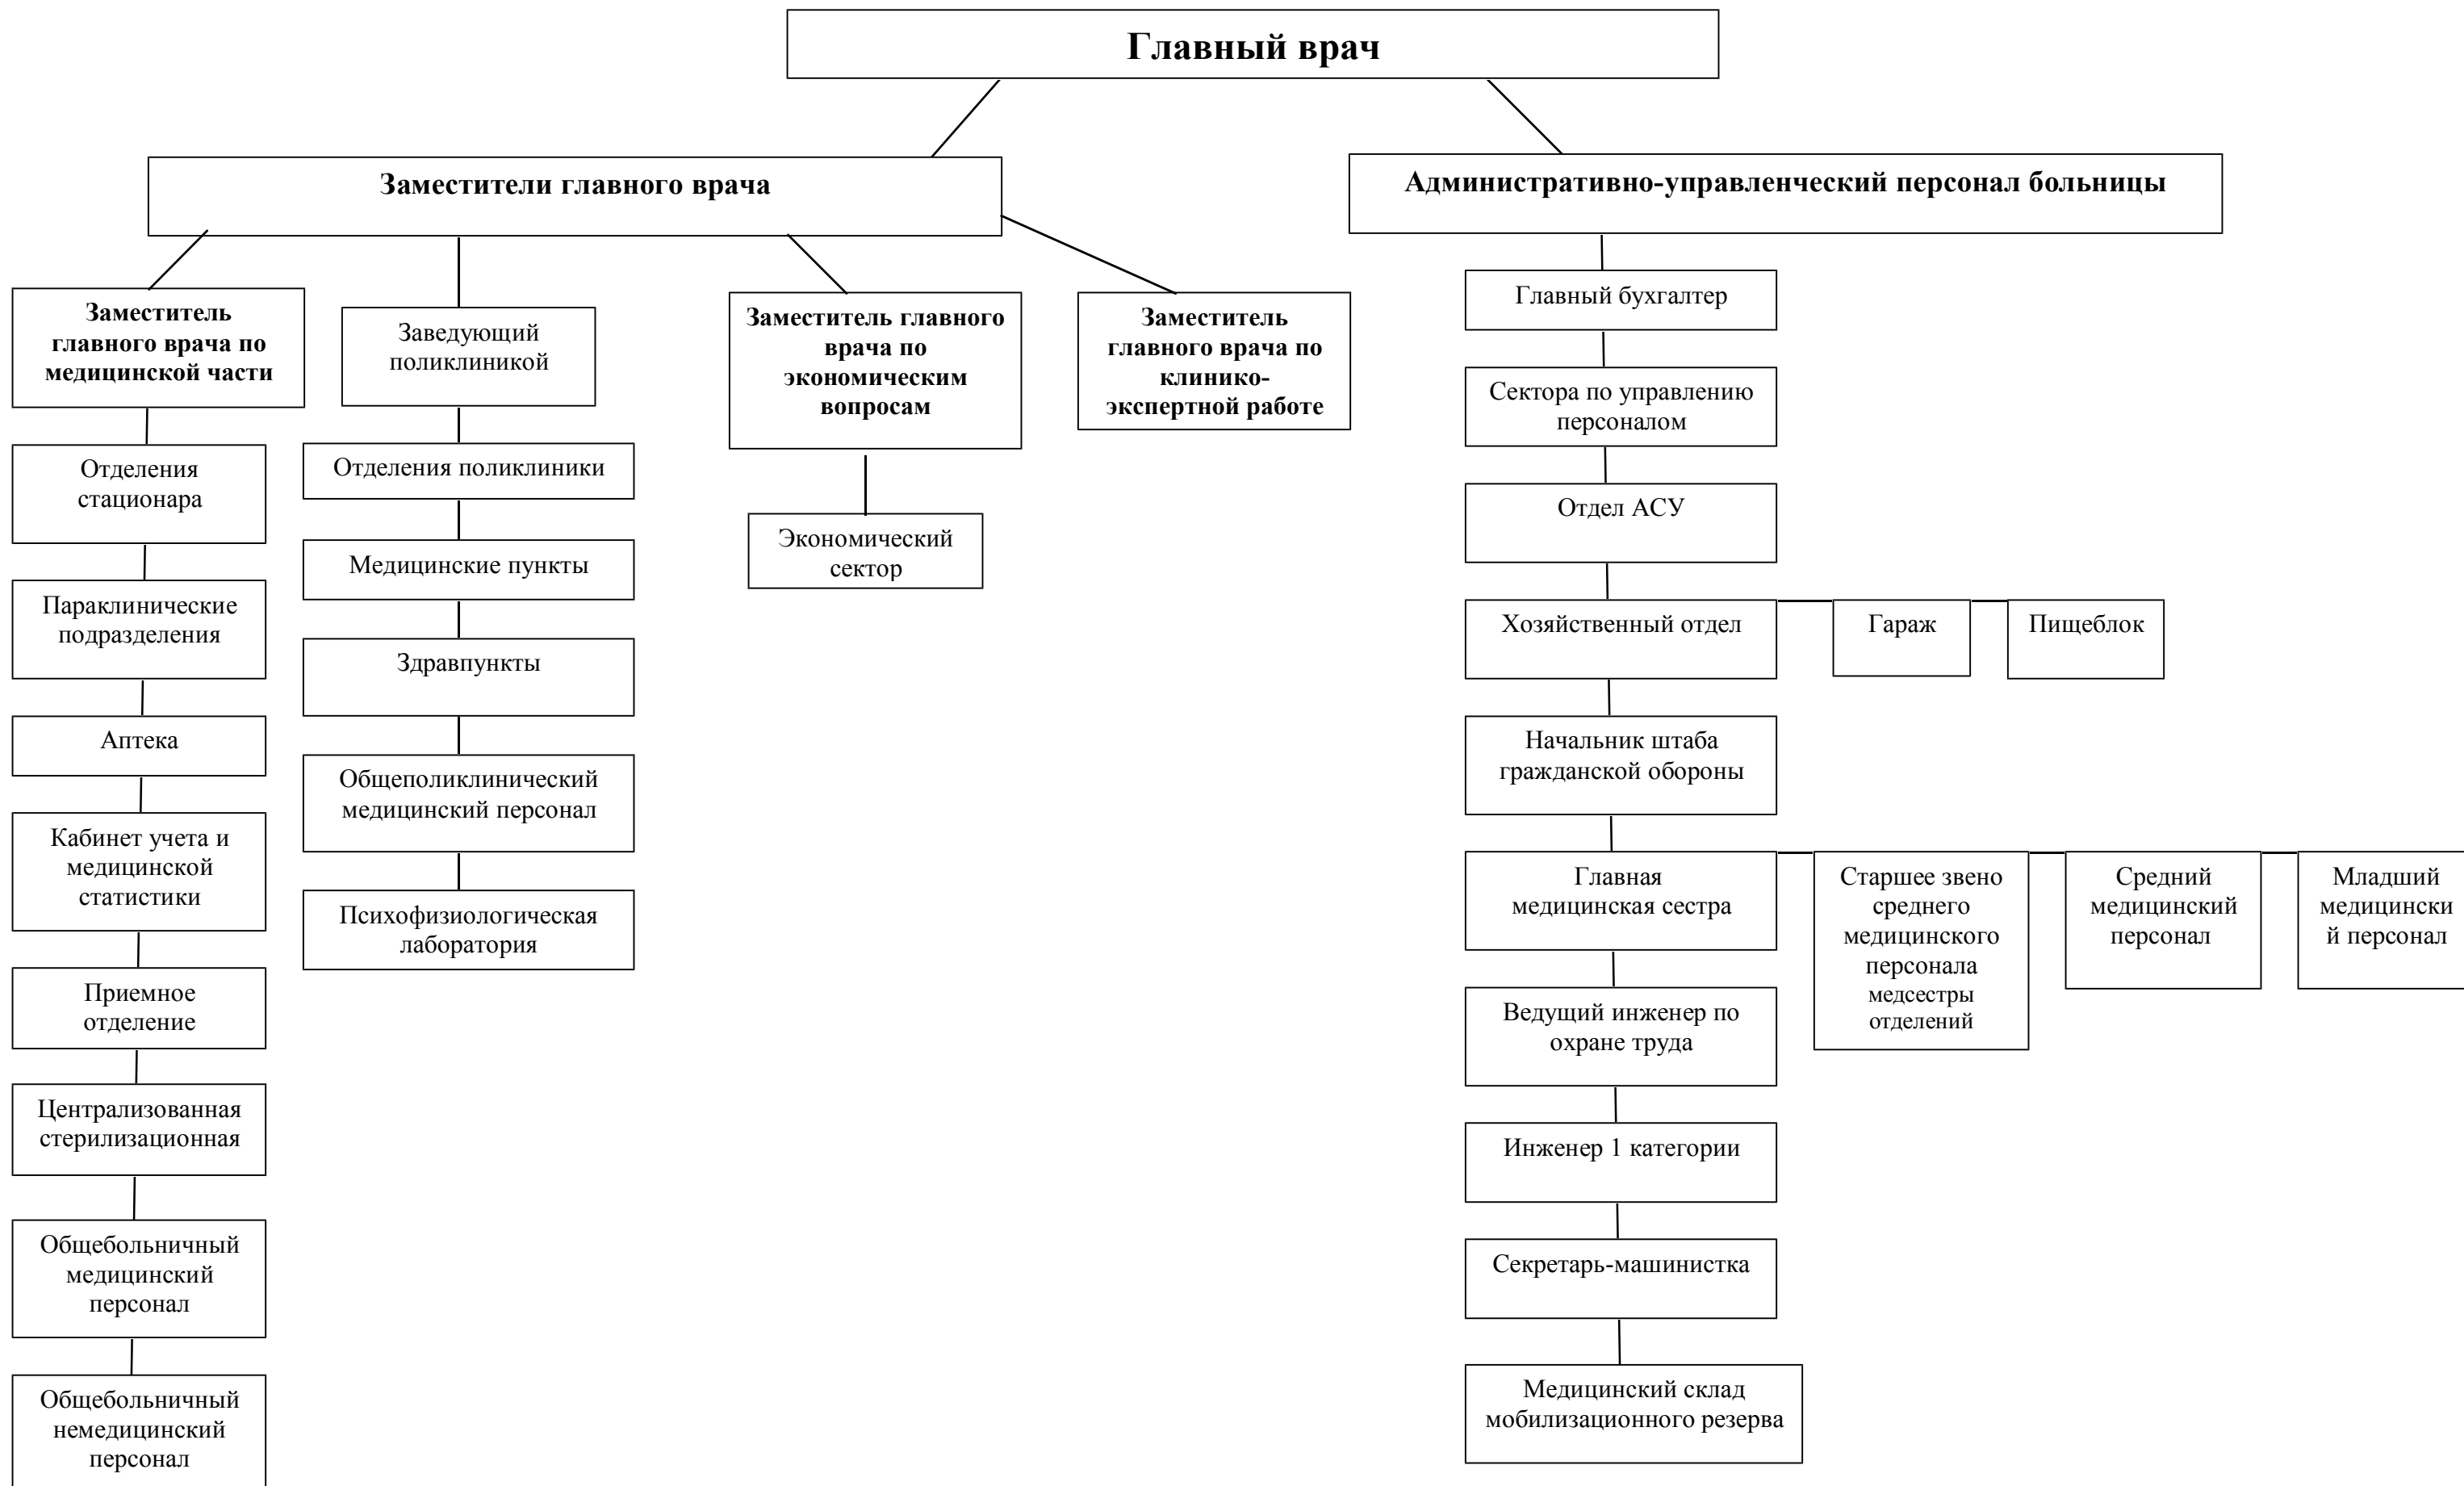 Главный врач
Заместители главного врача
Административно-управленческий персонал больницы
Заместитель
главного врача по
медицинской части
Отделения
стационара
Параклинические
подразделения
Аптека
Кабинет учета и
медицинской
статистики
Приемное
отделение
Централизованная
стерилизационная
Общебольничный
медицинский
персонал
Общебольничный
немедицинский
персонал
Заведующий
поликлиникой
Отделения поликлиники
Медицинские пункты
Здравпункты
Общеполиклинический
медицинский персонал
Психофизиологическая
лаборатория
Заместитель главного
врача по
экономическим
вопросам
Экономический
сектор
Заместитель
главного врача по
клинико-
экспертной работе
Главный бухгалтер
Сектора по управлению
персоналом
Отдел АСУ
Хозяйственный отдел
Гараж
Пищеблок
Начальник штаба
гражданской обороны
Главная
медицинская сестра
Старшее звено
среднего
медицинского
персонала
медсестры
отделений
Средний
медицинский
персонал
Младший
медицински
й персонал
Ведущий инженер по
охране труда
Инженер 1 категории
Секретарь-машинистка
Медицинский склад
мобилизационного резерва